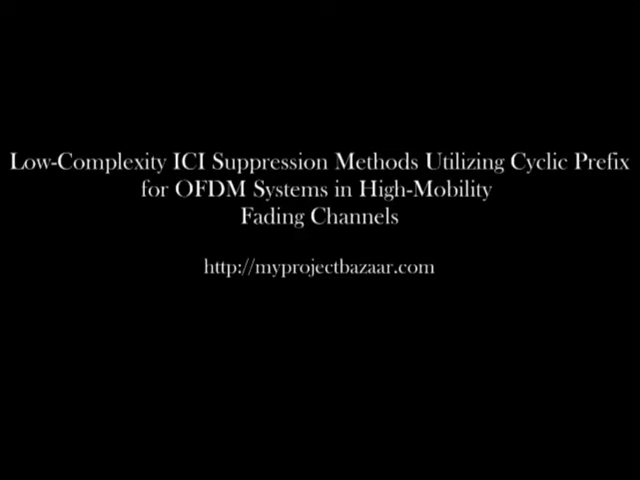 Low-Complexity ICI Suppression Methods Utilizing Cyclic Prefix
for OFDM Systems in High-Mobility
Fading Channels
http://myprojectbazaar.com